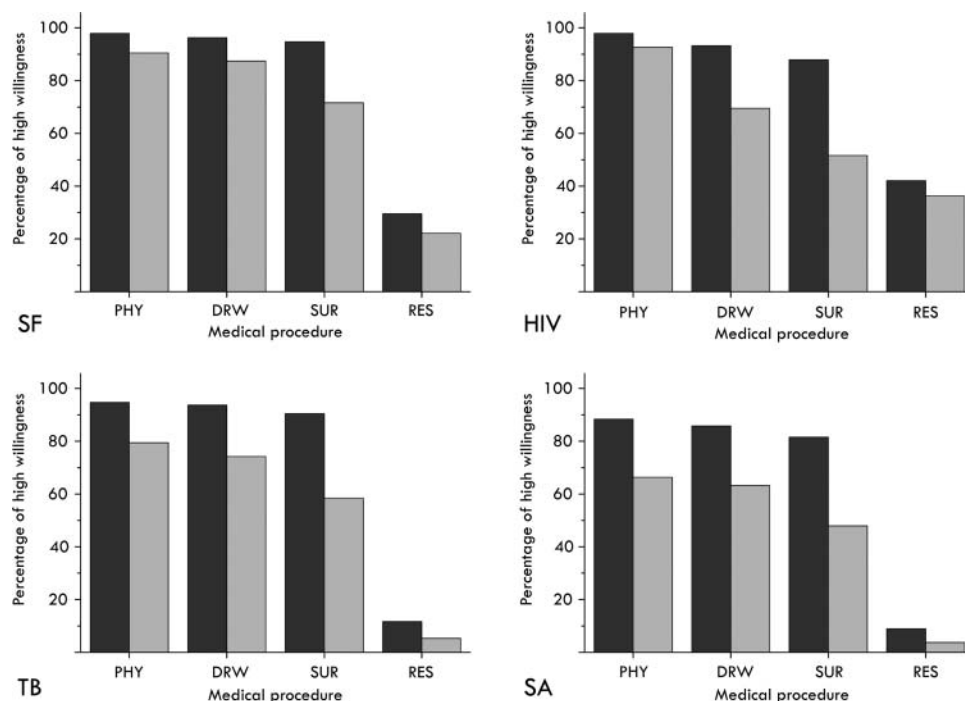 Percentage of high willingness
100
80
60
40
20
PHY DRW SUR RES
Medical procedure
SF
Percentage of high willingness
100
80
60
40
20
PHY DRW SUR RES
Medical procedure
HIV
Percentage of high willingness
100
80
60
40
20
PHY DRW SUR RES
Medical procedure
TB
Percentage of high willingness
100
80
60
40
20
PHY DRW SUR RES
Medical procedure
SA